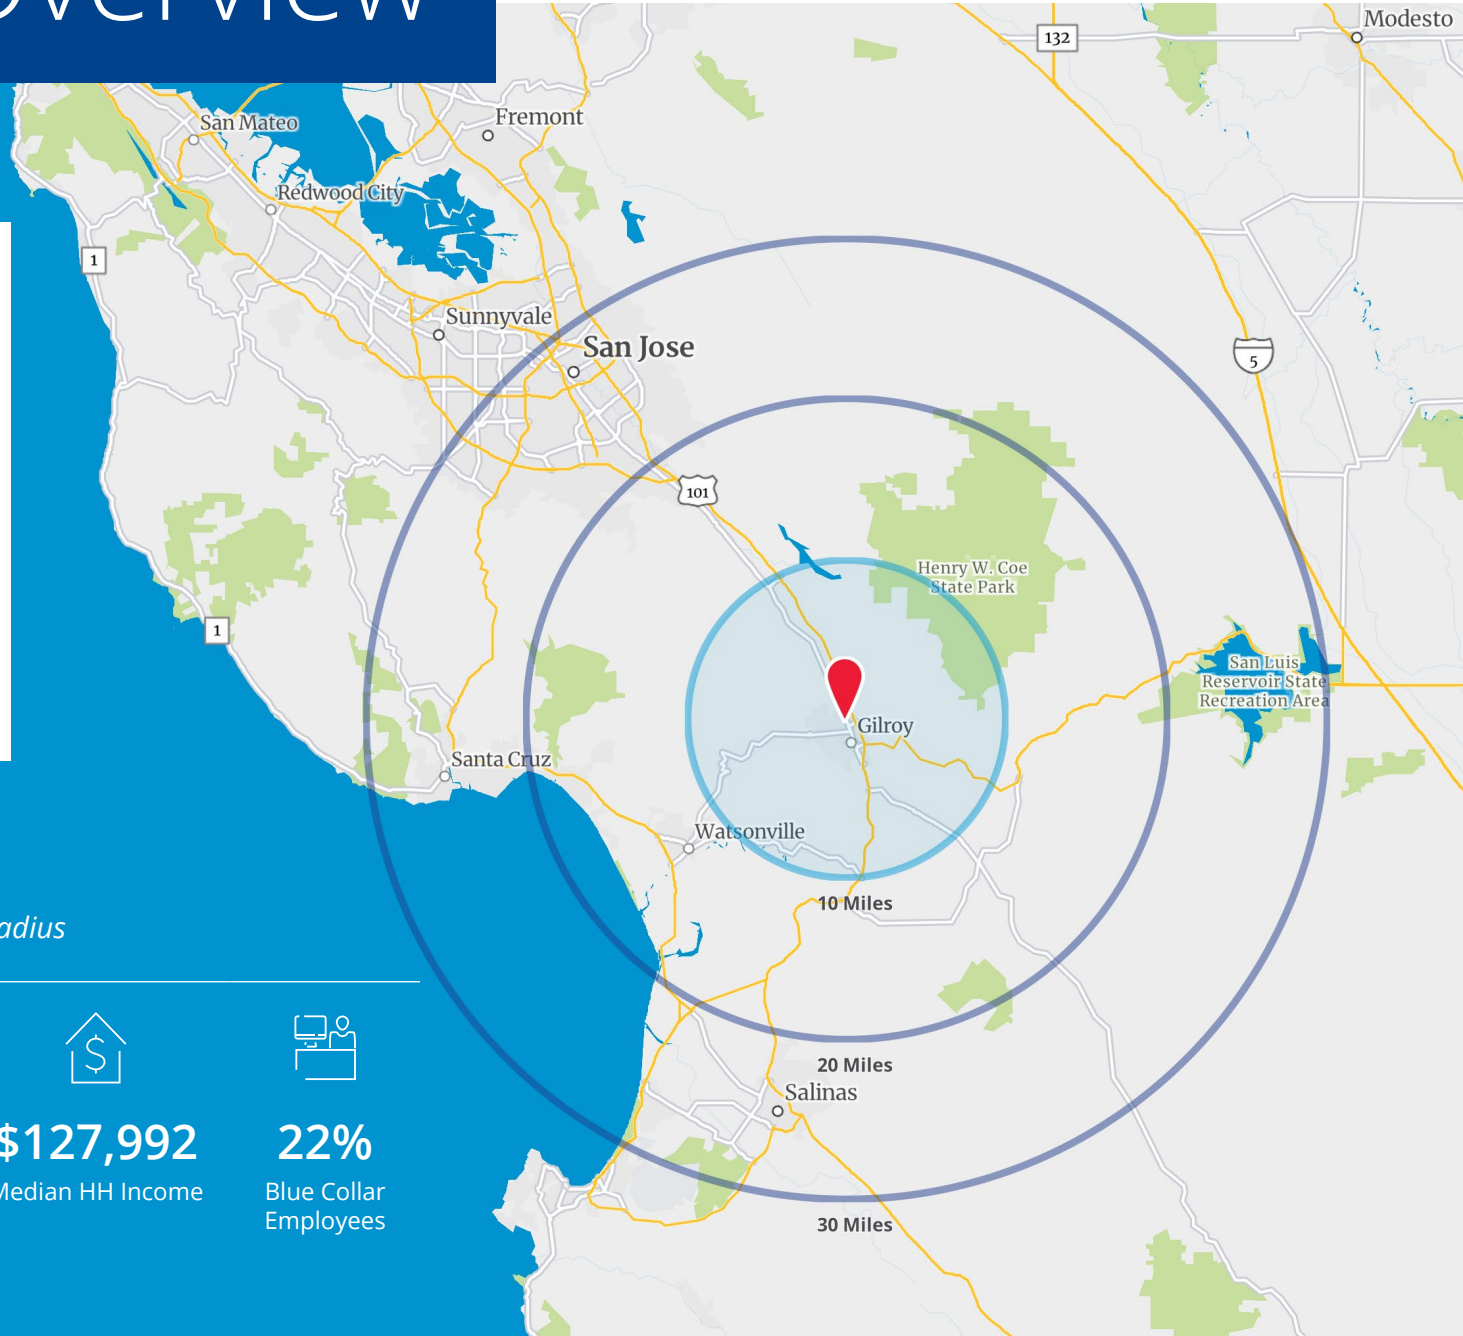 Overview
Modesto
132
San Mateo
Fremont
Redwood City
1
Sunnyvale
San Jose
5
101
Henry W. Coe
State Park
1
San Luis
Reservoir State
Recreation Area
Gilroy
Santa Cruz
Watsonville
10 Miles
adius
20 Miles
Salinas
$127,992
22%
Median HH Income
Blue Collar
Employees
30 Miles